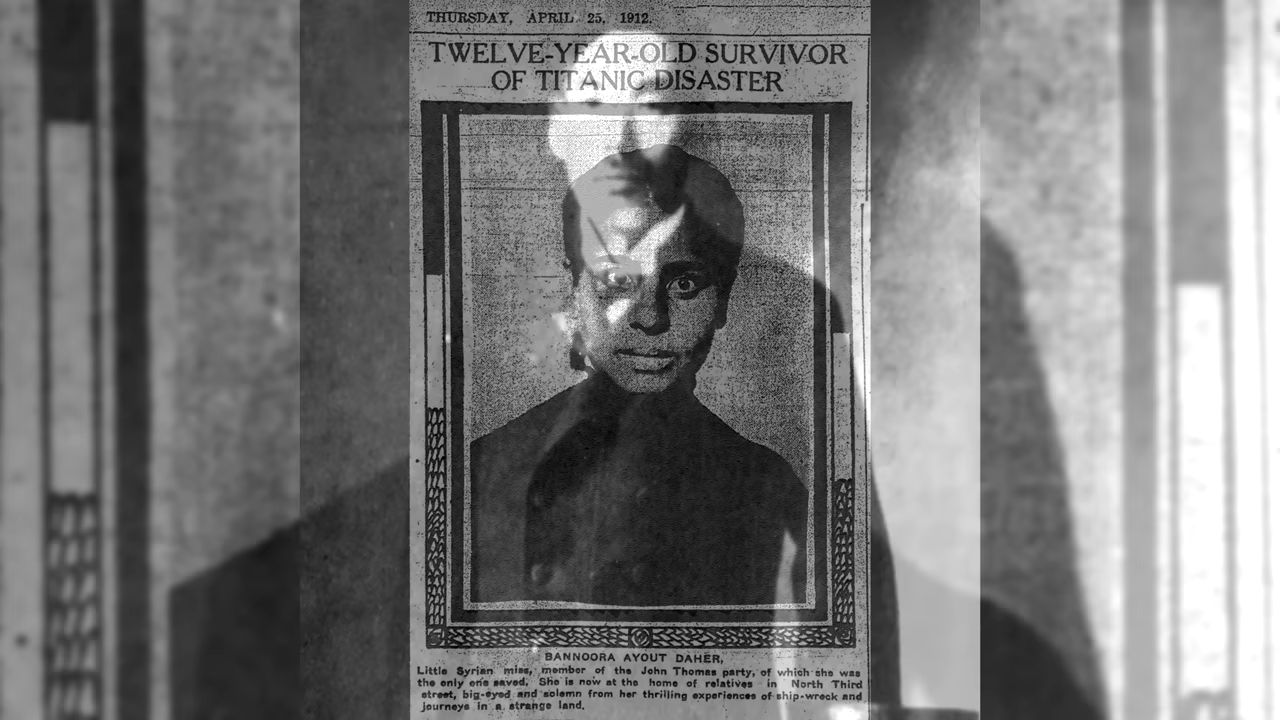 THURSDAY, APRIL 25, 1912.
TWELVE-YEAR-OLD SURVIVOR
OF TITANIC DISASTER
BANNOORA AYOUT DAHER,
Little Syrian miss, member of the John Thomas party, of which she was
the only one saved. She is now at the home of relatives in North Third
street, big-eyed and solemn from her thrilling experiences of ship-wreck and
journeys in a strange land.